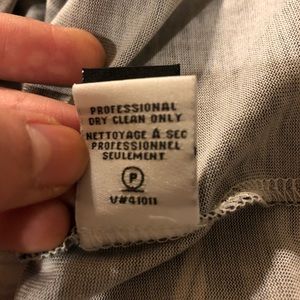 PROFESSIONAL
DRY CLEAN ONLY
NETTOYAGE À SEC
PROFESSIONNEL
SEULEMENT
P
V#41011